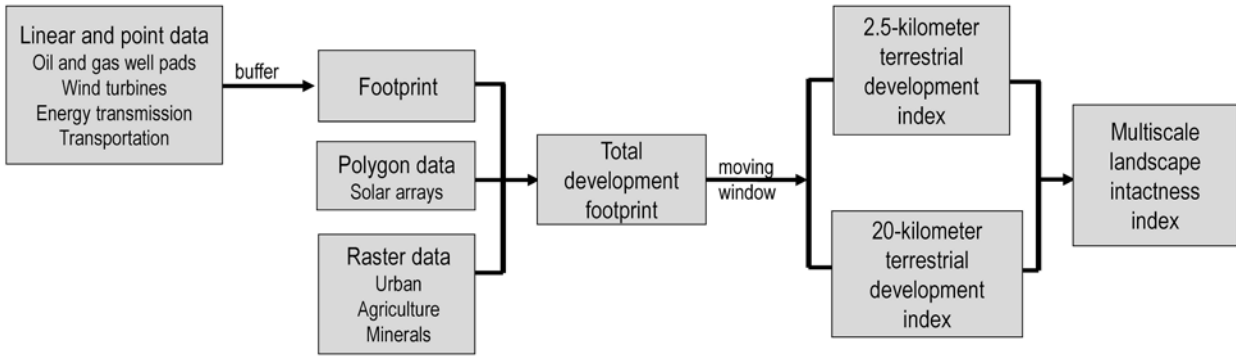 Linear and point data
Oil and gas well pads
Wind turbines
Energy transmission
Transportation
buffer
Footprint
Polygon data
Solar arrays
Raster data
Urban
Agriculture
Minerals
Total
development
footprint
moving
window
2.5-kilometer
terrestrial
development
index
20-kilometer
terrestrial
development
index
Multiscale
landscape
intactness
index